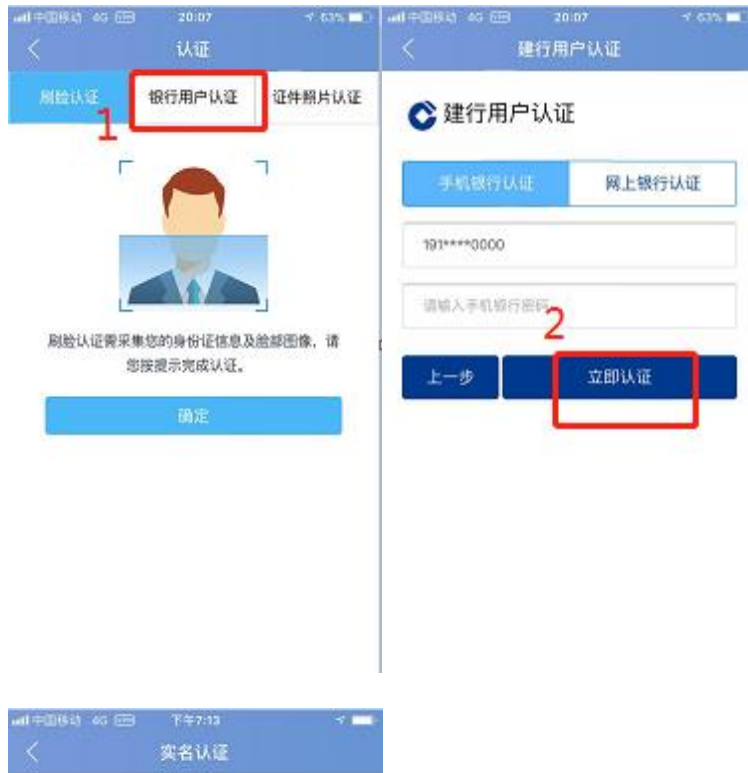 中国移动 4G 20:07 63%
认证
刷脸认证 银行用户认证 证件照片认证
1
刷脸认证需采集您的身份证信息及脸部图像，请
您按提示完成认证。
确定
中国移动 4G 20:07 63%
建行用户认证
建行用户认证
手机银行认证 网上银行认证
191****0000
请输入手机银行密码
2
上一步 立即认证
中国移动 4G 下午7:13
实名认证